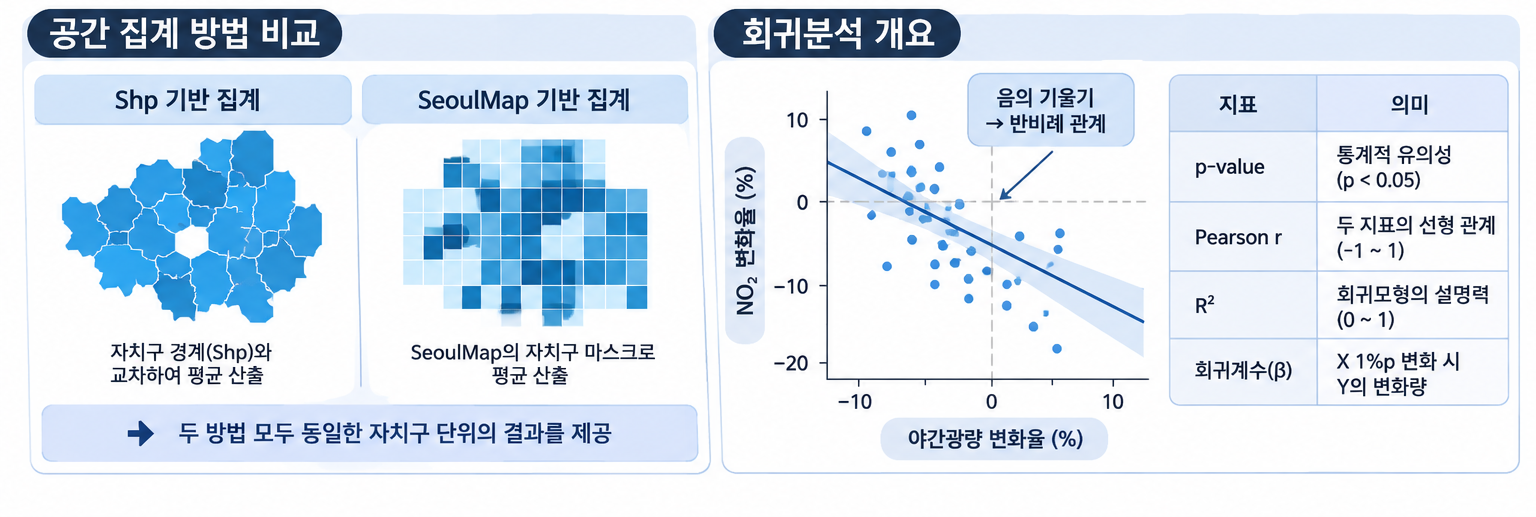 공간 집계 방법 비교
Shp 기반 집계
SeoulMap 기반 집계
자치구 경계(Shp)와
교차하여 평균 산출
SeoulMap의 자치구 마스크로
평균 산출
➜ 두 방법 모두 동일한 자치구 단위의 결과를 제공
회귀분석 개요
음의 기울기
→ 반비례 관계
NO₂ 변화율 (%)
10
0
−10
−20
−10
0
10
야간광량 변화율 (%)
지표
의미
p-value
통계적 유의성
(p < 0.05)
Pearson r
두 지표의 선형 관계
(−1 ~ 1)
R²
회귀모형의 설명력
(0 ~ 1)
회귀계수(β)
X 1%p 변화 시
Y의 변화량